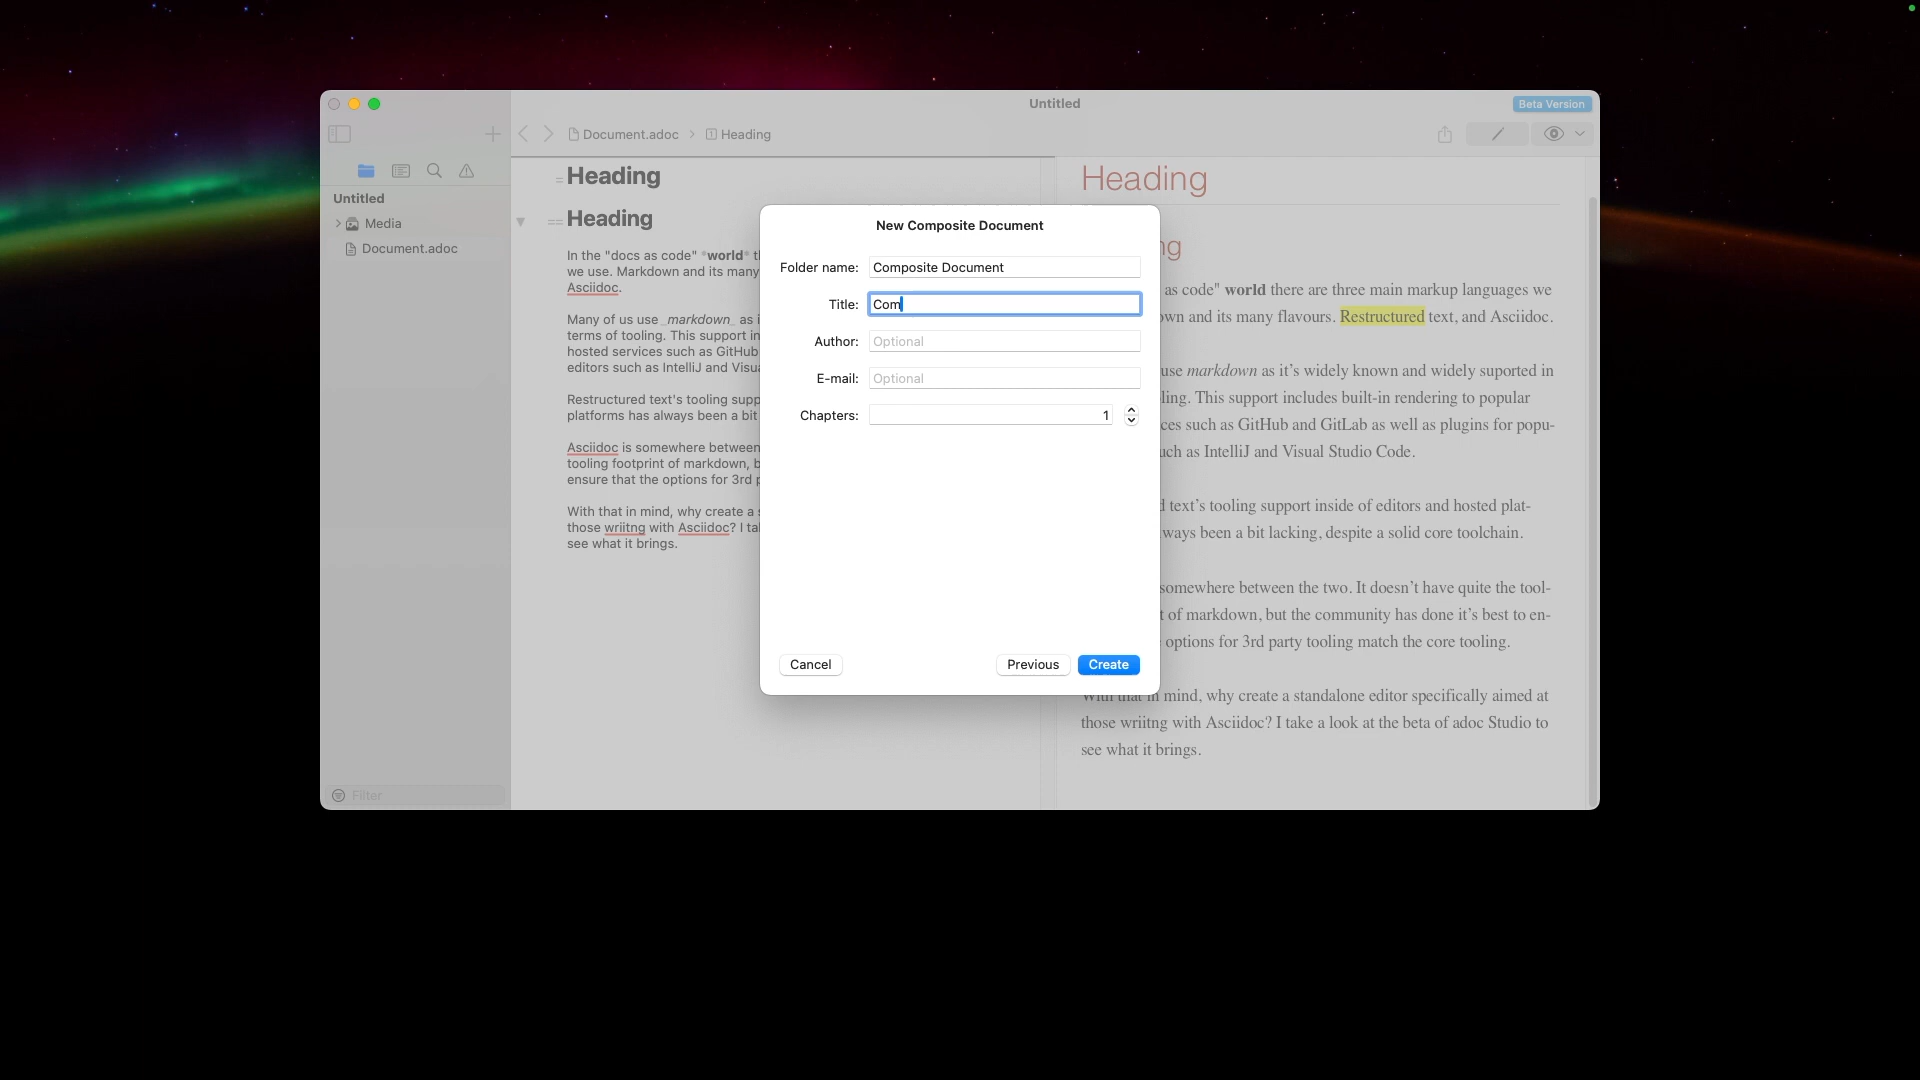 Untitled
Beta Version
Document.adoc
Heading
Untitled
Media
Document.adoc
Filter
= Heading
== Heading
In the "docs as code" *world* th
we use. Markdown and its many
Asciidoc.
Many of us use _markdown_ as i
terms of tooling. This support in
hosted services such as GitHub
editors such as IntelliJ and Visu
Restructured text's tooling supp
platforms has always been a bit
Asciidoc is somewhere between
tooling footprint of markdown, b
ensure that the options for 3rd p
With that in mind, why create a s
those wriitng with Asciidoc? I tal
see what it brings.
New Composite Document
Folder name: Composite Document
Title: Com
Author: Optional
E-mail: Optional
Chapters: 1
Cancel
Previous
Create
Heading
ng
as code" world there are three main markup languages we
wn and its many flavours. Restructured text, and Asciidoc.
use markdown as it’s widely known and widely suported in
ling. This support includes built-in rendering to popular
ces such as GitHub and GitLab as well as plugins for popu-
uch as IntelliJ and Visual Studio Code.
d text’s tooling support inside of editors and hosted plat-
ways been a bit lacking, despite a solid core toolchain.
somewhere between the two. It doesn’t have quite the tool-
t of markdown, but the community has done it’s best to en-
options for 3rd party tooling match the core tooling.
With that in mind, why create a standalone editor specifically aimed at
those wriitng with Asciidoc? I take a look at the beta of adoc Studio to
see what it brings.